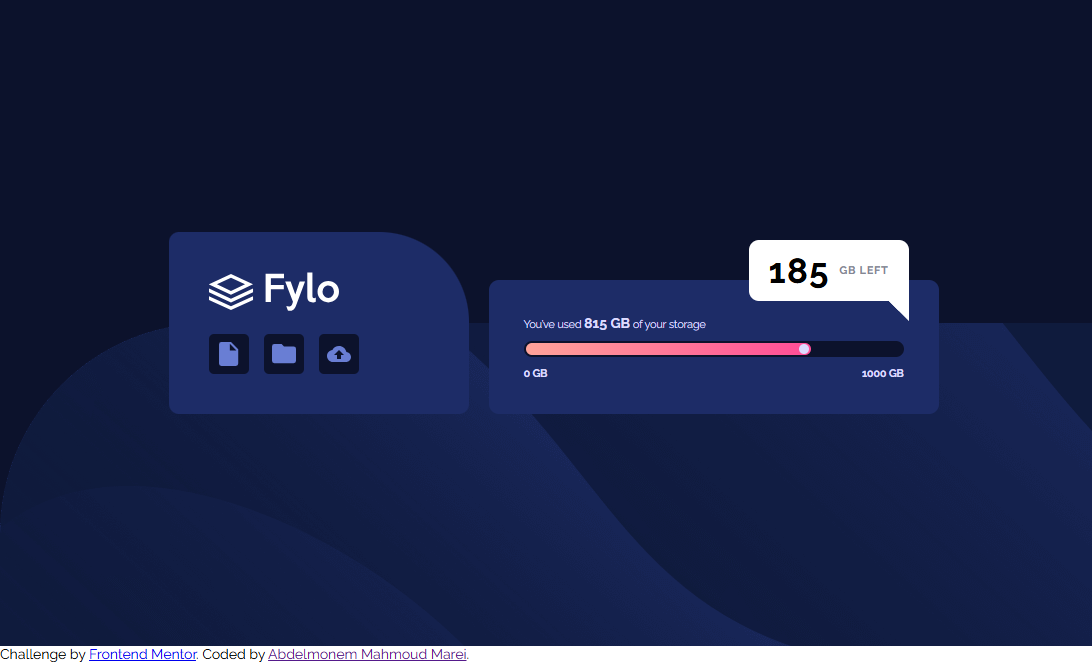 Fylo
185 GB LEFT
You've used 815 GB of your storage
0 GB 1000 GB
Challenge by Frontend Mentor. Coded by Abdelmonem Mahmoud Marei.